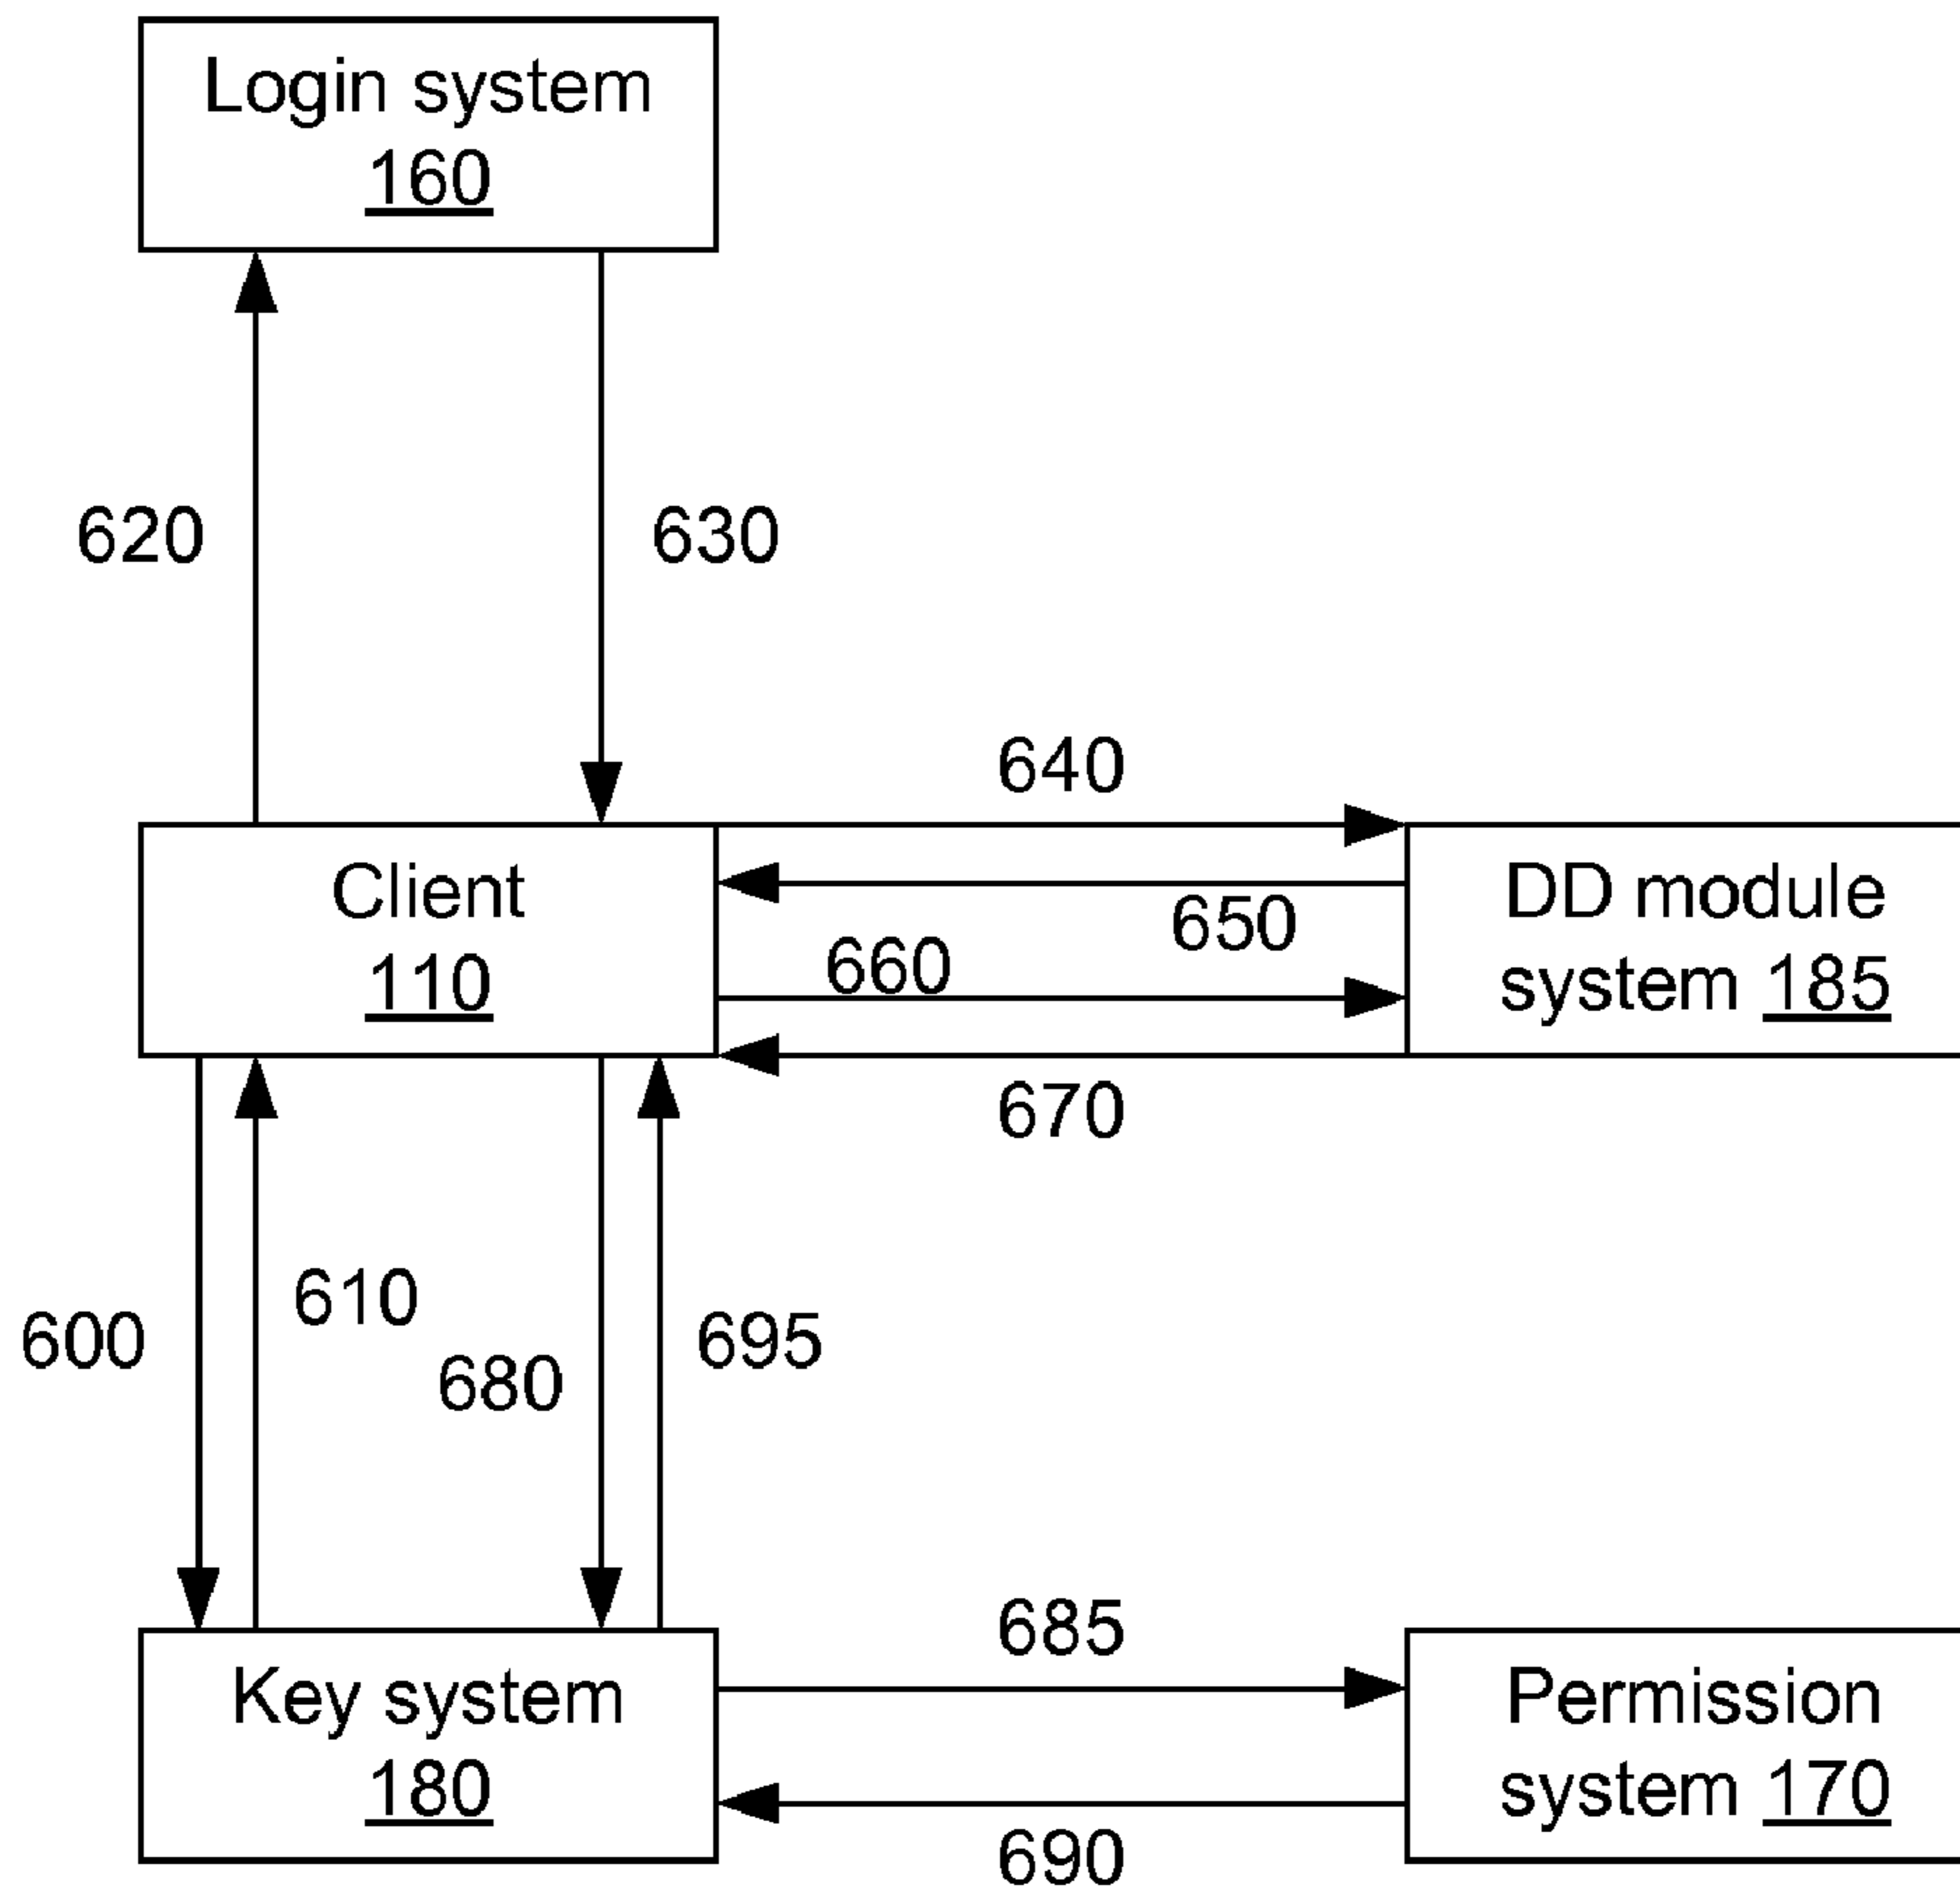 Login system
160
620
630
640
Client
110
650
660
DD module
system 185
670
600
610
680
695
685
Key system
180
Permission
system 170
690